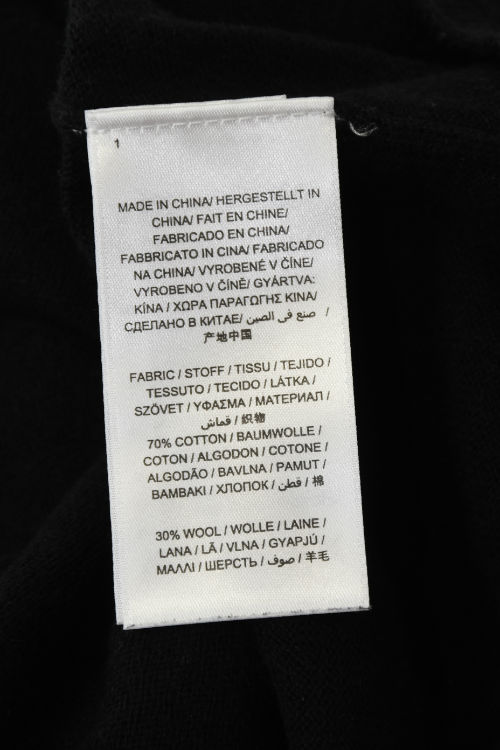 1
MADE IN CHINA/ HERGESTELLT IN
CHINA/ FAIT EN CHINE/
FABRICADO EN CHINA/
FABBRICATO IN CINA/ FABRICADO
NA CHINA/ VYROBENÉ V ČÍNE/
VYROBENO V ČÍNĚ/ GYÁRTVA:
KÍNA / ΧΩΡΑ ΠΑΡΑΓΩΓΗΣ ΚΙΝΑ/
СДЕЛАНО В КИТАЕ/ صنع في الصين /
产地中国
FABRIC / STOFF / TISSU / TEJIDO /
TESSUTO / TECIDO / LÁTKA /
SZÖVET / ΥΦΑΣΜΑ / МАТЕРИАЛ /
قماش / 织物
70% COTTON / BAUMWOLLE /
COTON / ALGODON / COTONE /
ALGODÃO / BAVLNA / PAMUT /
ΒΑΜΒΑΚΙ / ХЛОПОК / قطن / 棉
30% WOOL / WOLLE / LAINE /
LANA / LÃ / VLNA / GYAPJÚ /
ΜΑΛΛΙ / ШЕРСТЬ / صوف / 羊毛